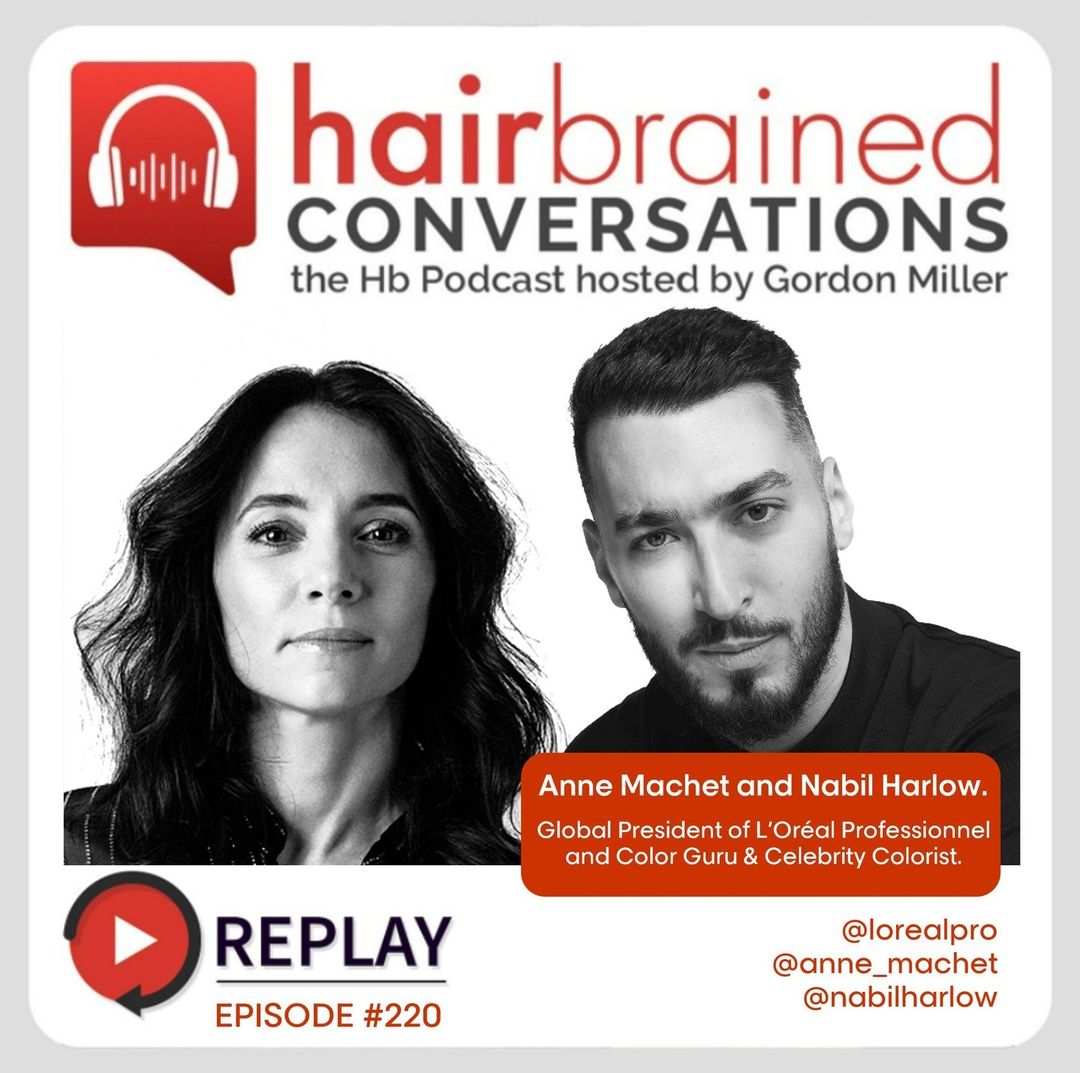 hairbrained
CONVERSATIONS
the Hb Podcast hosted by Gordon Miller
Anne Machet and Nabil Harlow.
Global President of L’Oréal Professionnel
and Color Guru & Celebrity Colorist.
REPLAY
EPISODE #220
@lorealpro
@anne_machet
@nabilharlow